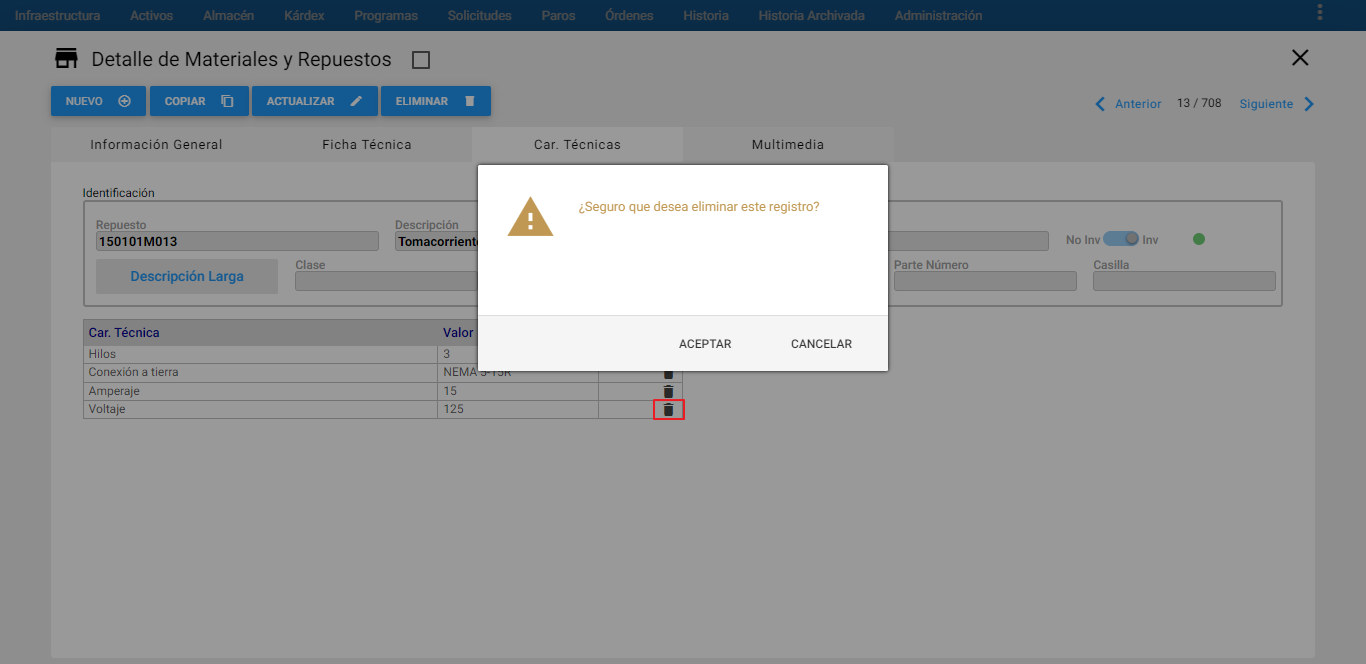 Infraestructura Activos Almacén Kárdex Programas Solicitudes Paros Órdenes Historia Historia Archivada Administración
Detalle de Materiales y Repuestos
NUEVO COPIAR ACTUALIZAR ELIMINAR
Anterior 13 / 708 Siguiente
Información General Ficha Técnica Car. Técnicas Multimedia
¿Seguro que desea eliminar este registro?
ACEPTAR CANCELAR
Identificación
Repuesto Descripción
150101M013 Tomacorriente
No Inv Inv
Descripción Larga Clase Parte Número Casilla
Car. Técnica Valor
Hilos 3
Conexión a tierra NEMA 5-15R
Amperaje 15
Voltaje 125